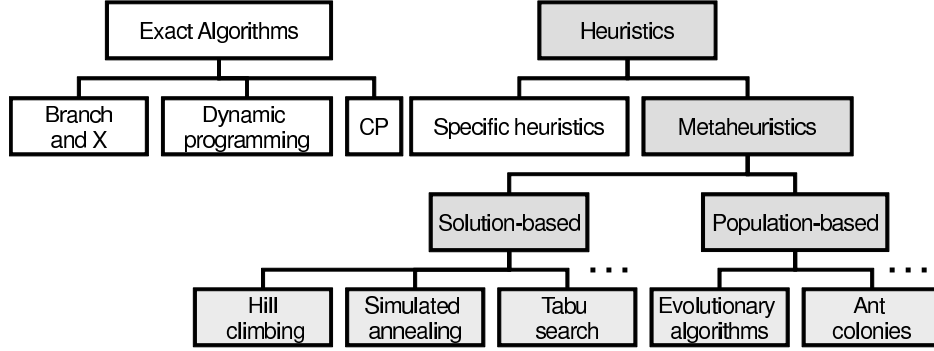 Exact Algorithms
Heuristics
Branch
and X
Dynamic
programming
CP
Specific heuristics
Metaheuristics
Solution-based
Population-based
...
...
Hill
climbing
Simulated
annealing
Tabu
search
Evolutionary
algorithms
Ant
colonies